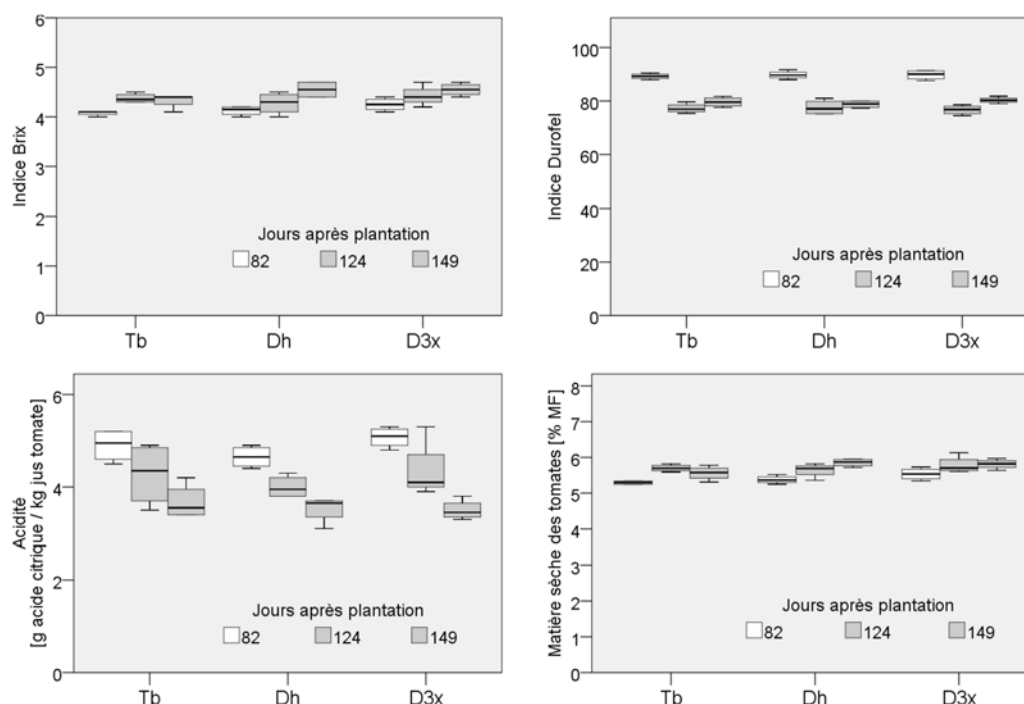 Indice Brix
6
5
4
3
2
1
0
Jours après plantation
82 124 149
Tb Dh D3x
Indice Durofel
100
80
60
40
20
0
Jours après plantation
82 124 149
Tb Dh D3x
Acidité
[g acide citrique / kg jus tomate]
6
4
2
0
Jours après plantation
82 124 149
Tb Dh D3x
Matière sèche des tomates [% MF]
8
7
6
5
4
3
2
1
0
Jours après plantation
82 124 149
Tb Dh D3x